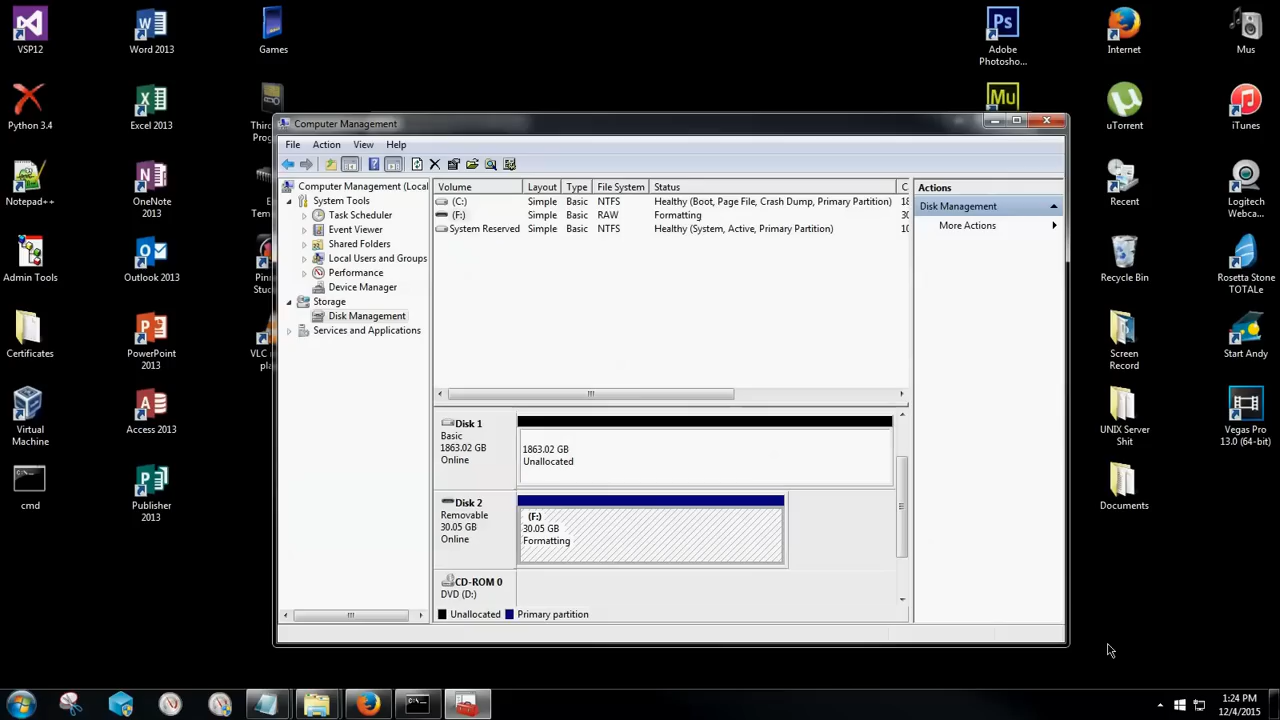 VSP12
Word 2013
Games
Adobe
Photosho...
Internet
Mus
Python 3.4
Excel 2013
uTorrent
iTunes
Notepad++
OneNote
2013
Recent
Logitech
Webca...
Admin Tools
Outlook 2013
Recycle Bin
Rosetta Stone
TOTALe
Certificates
PowerPoint
2013
VLC
Screen
Record
Start Andy
Virtual
Machine
Access 2013
UNIX Server
Shit
Vegas Pro
13.0 (64-bit)
cmd
Publisher
2013
Documents
Ps
Mu
Computer Management
File Action View Help
Computer Management (Local
System Tools
Task Scheduler
Event Viewer
Shared Folders
Local Users and Groups
Performance
Device Manager
Storage
Disk Management
Services and Applications
Volume Layout Type File System Status C
(C:) Simple Basic NTFS Healthy (Boot, Page File, Crash Dump, Primary Partition) 18
(F:) Simple Basic RAW Formatting 30
System Reserved Simple Basic NTFS Healthy (System, Active, Primary Partition) 10
Actions
Disk Management
More Actions
Disk 1
Basic
1863.02 GB
Online
1863.02 GB
Unallocated
Disk 2
Removable
30.05 GB
Online
(F:)
30.05 GB
Formatting
CD-ROM 0
DVD (D:)
Unallocated Primary partition
1:24 PM
12/4/2015